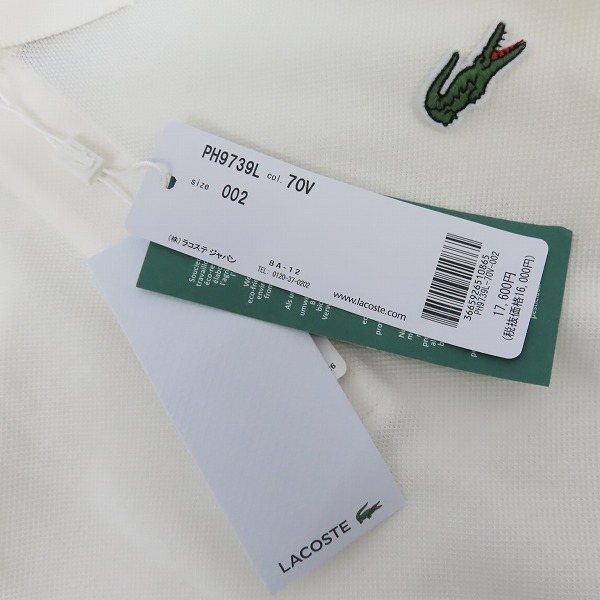 PH9739L col. 70V
size 002
(株)ラコステ ジャパン
BA-12
TEL: 0120-37-0202
www.lacoste.com
3665926510865
PH9739L-70V-002
17,600円
(税抜価格16,000円)
LACOSTE